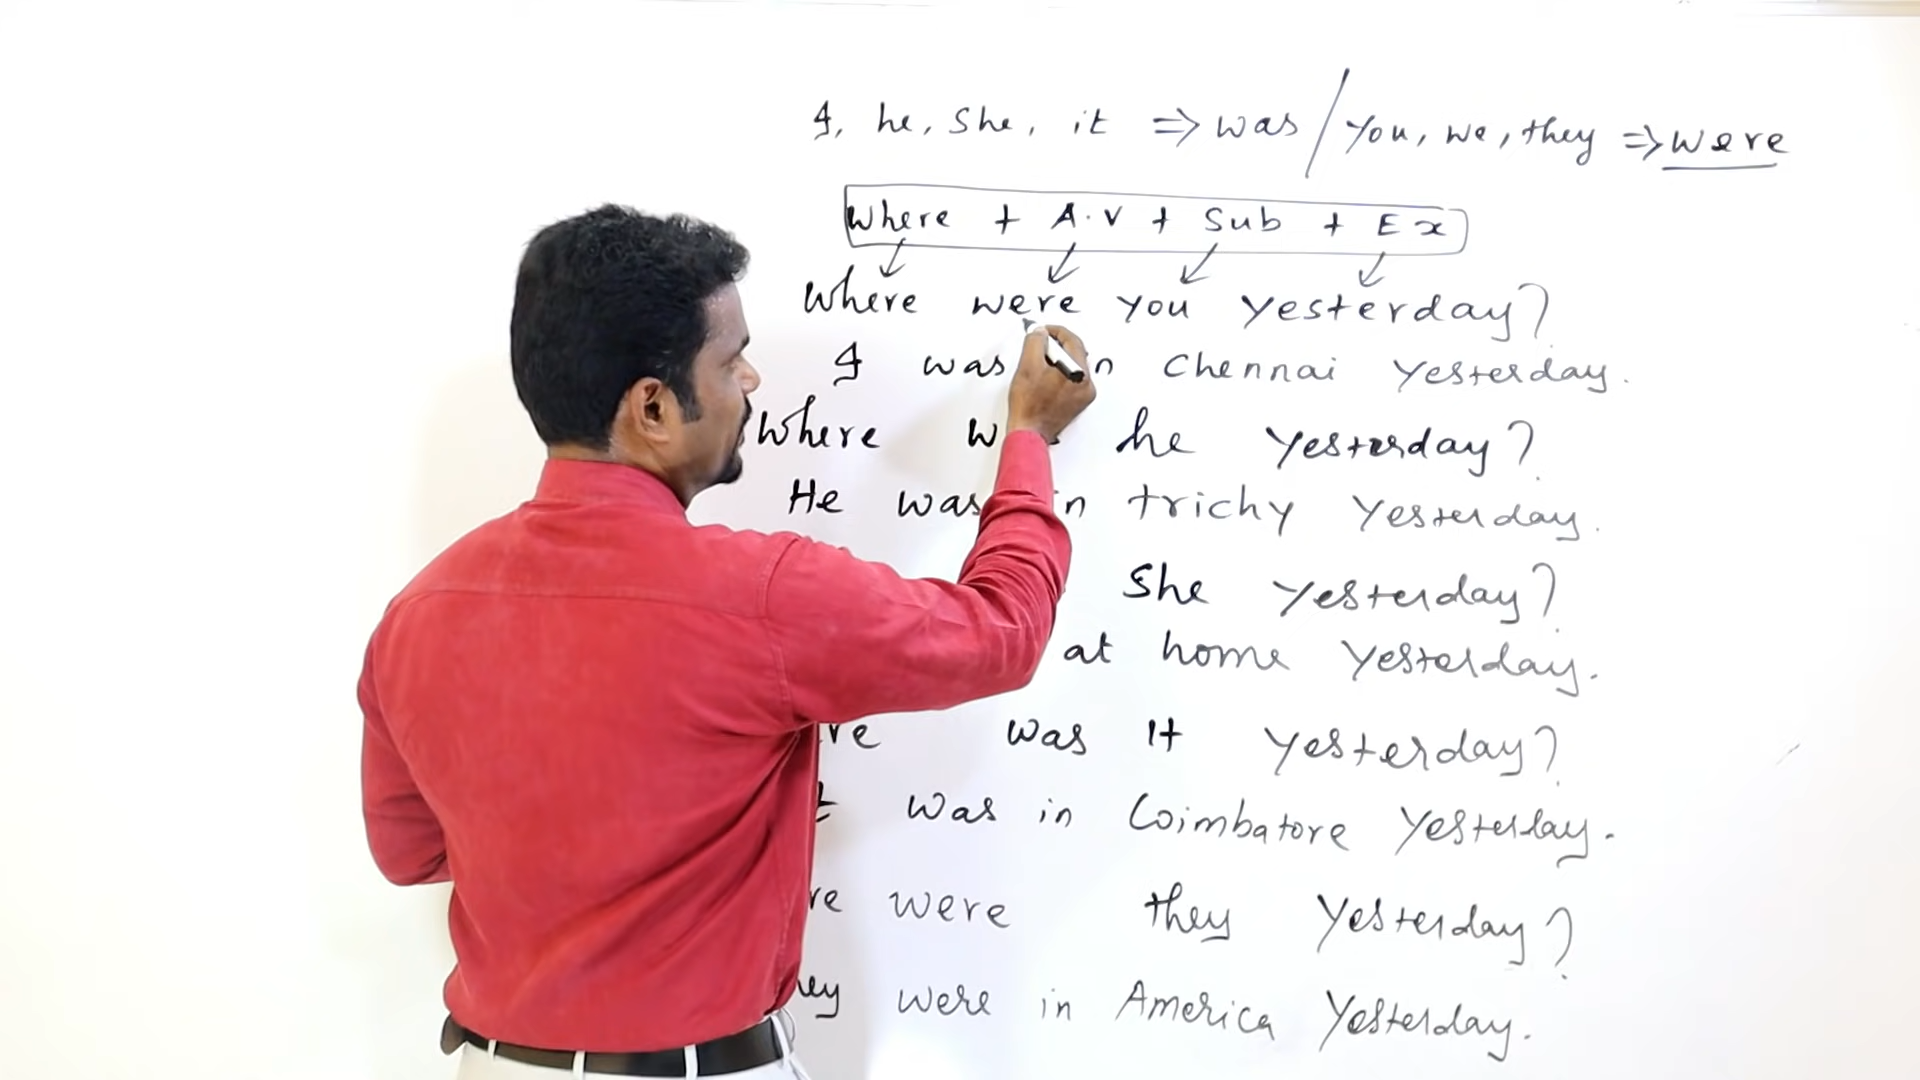 I, he, She, it => was / You, we, they => were
Where + A.V + Sub + Ex
Where were you yesterday?
I was in Chennai yesterday.
Where he yesterday?
He was in trichy yesterday.
She yesterday?
at home yesterday.
was it yesterday?
was in Coimbatore yesterday.
were they yesterday?
were in America yesterday.